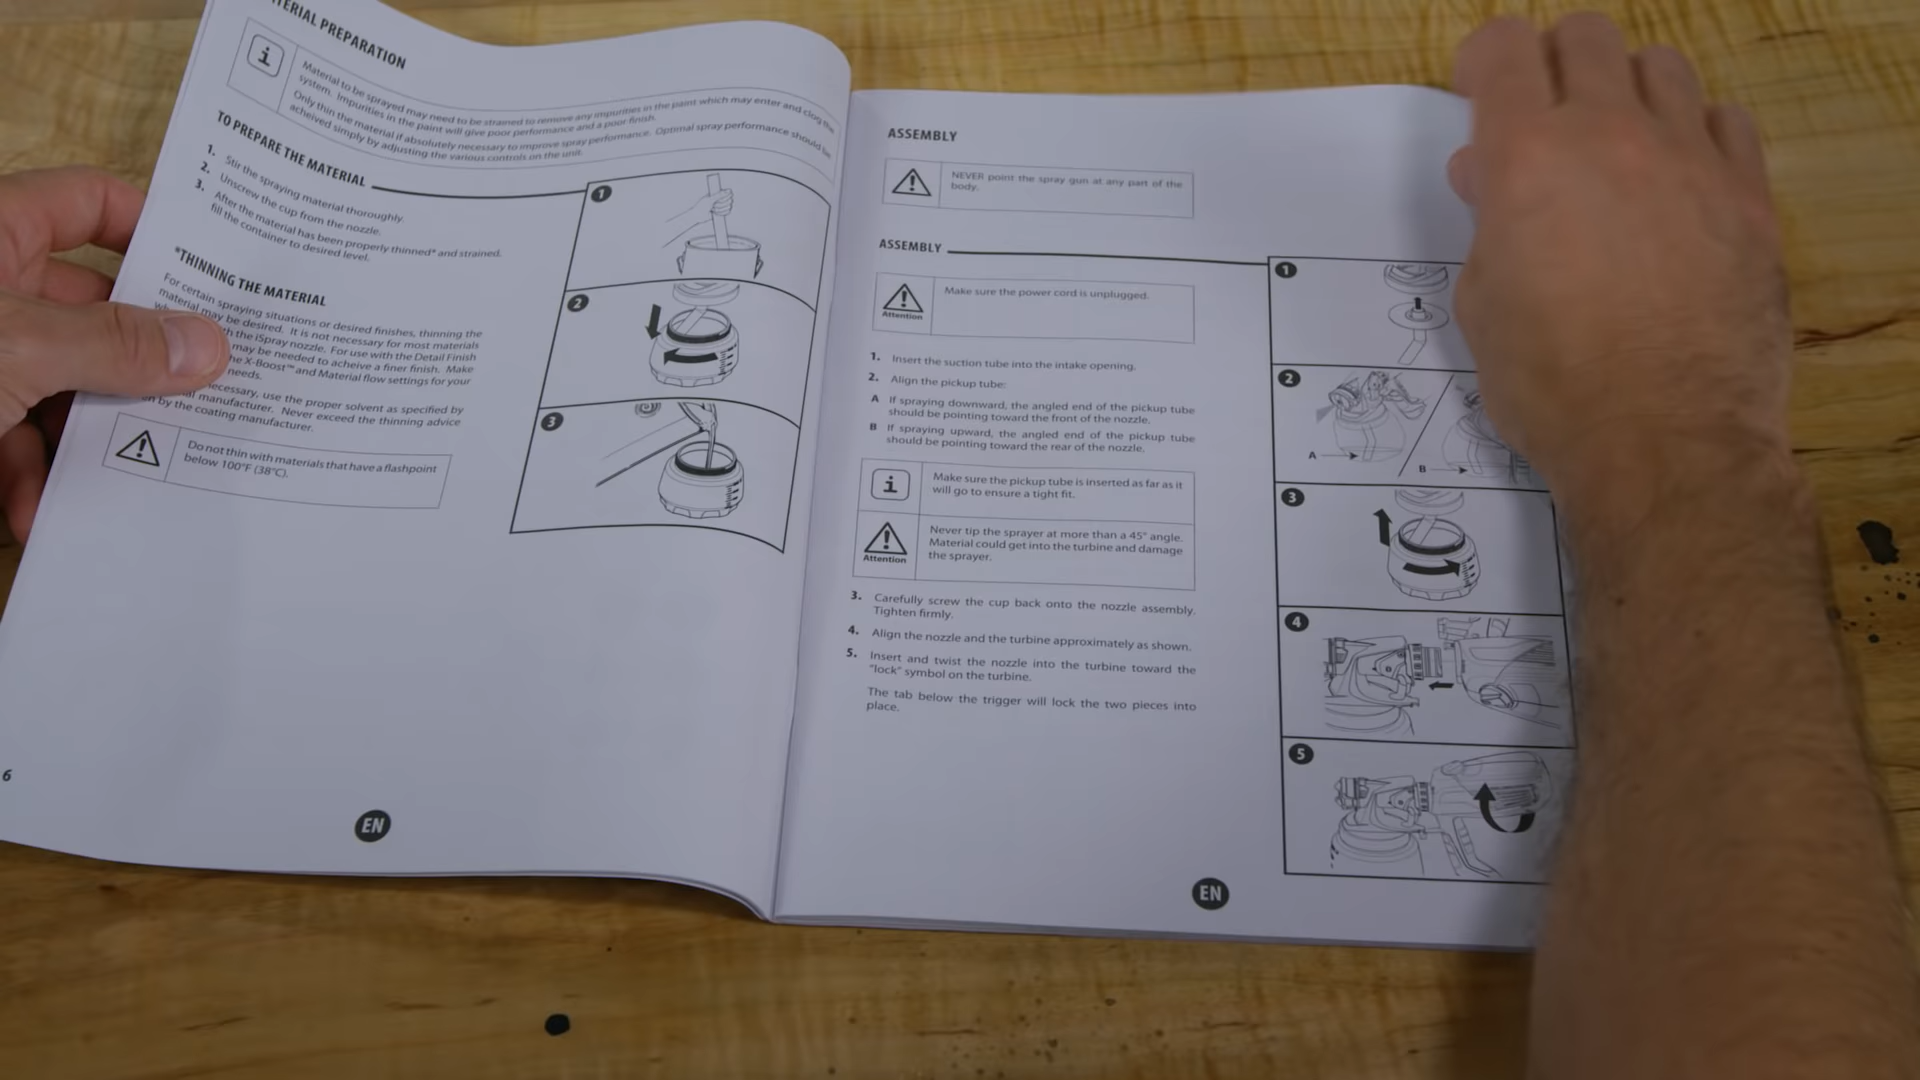 TERIAL PREPARATION
i
Material to be sprayed may need to be strained to remove any impurities in the paint which may enter and clog the
system. Impurities in the paint will give poor performance and a poor finish.
Only thin the material if absolutely necessary to improve spray performance. Optimal spray performance should be
acheived simply by adjusting the various controls on the unit.
TO PREPARE THE MATERIAL
1. Stir the spraying material thoroughly.
2. Unscrew the cup from the nozzle.
3. After the material has been properly thinned* and strained,
fill the container to desired level.
1
2
3
*THINNING THE MATERIAL
For certain spraying situations or desired finishes, thinning the
material may be desired. It is not necessary for most materials
the iSpray nozzle. For use with the Detail Finish
may be needed to acheive a finer finish. Make
X-Boost™ and Material flow settings for your
needs.
necessary, use the proper solvent as specified by
manufacturer. Never exceed the thinning advice
by the coating manufacturer.
Do not thin with materials that have a flashpoint
below 100°F (38°C).
6
EN
ASSEMBLY
NEVER point the spray gun at any part of the
body.
ASSEMBLY
Attention
Make sure the power cord is unplugged.
1. Insert the suction tube into the intake opening.
2. Align the pickup tube:
A If spraying downward, the angled end of the pickup tube
should be pointing toward the front of the nozzle.
B If spraying upward, the angled end of the pickup tube
should be pointing toward the rear of the nozzle.
i
Make sure the pickup tube is inserted as far as it
will go to ensure a tight fit.
Attention
Never tip the sprayer at more than a 45° angle.
Material could get into the turbine and damage
the sprayer.
3. Carefully screw the cup back onto the nozzle assembly.
Tighten firmly.
4. Align the nozzle and the turbine approximately as shown.
5. Insert and twist the nozzle into the turbine toward the
"lock" symbol on the turbine.
The tab below the trigger will lock the two pieces into
place.
1
2
A
B
3
4
5
EN